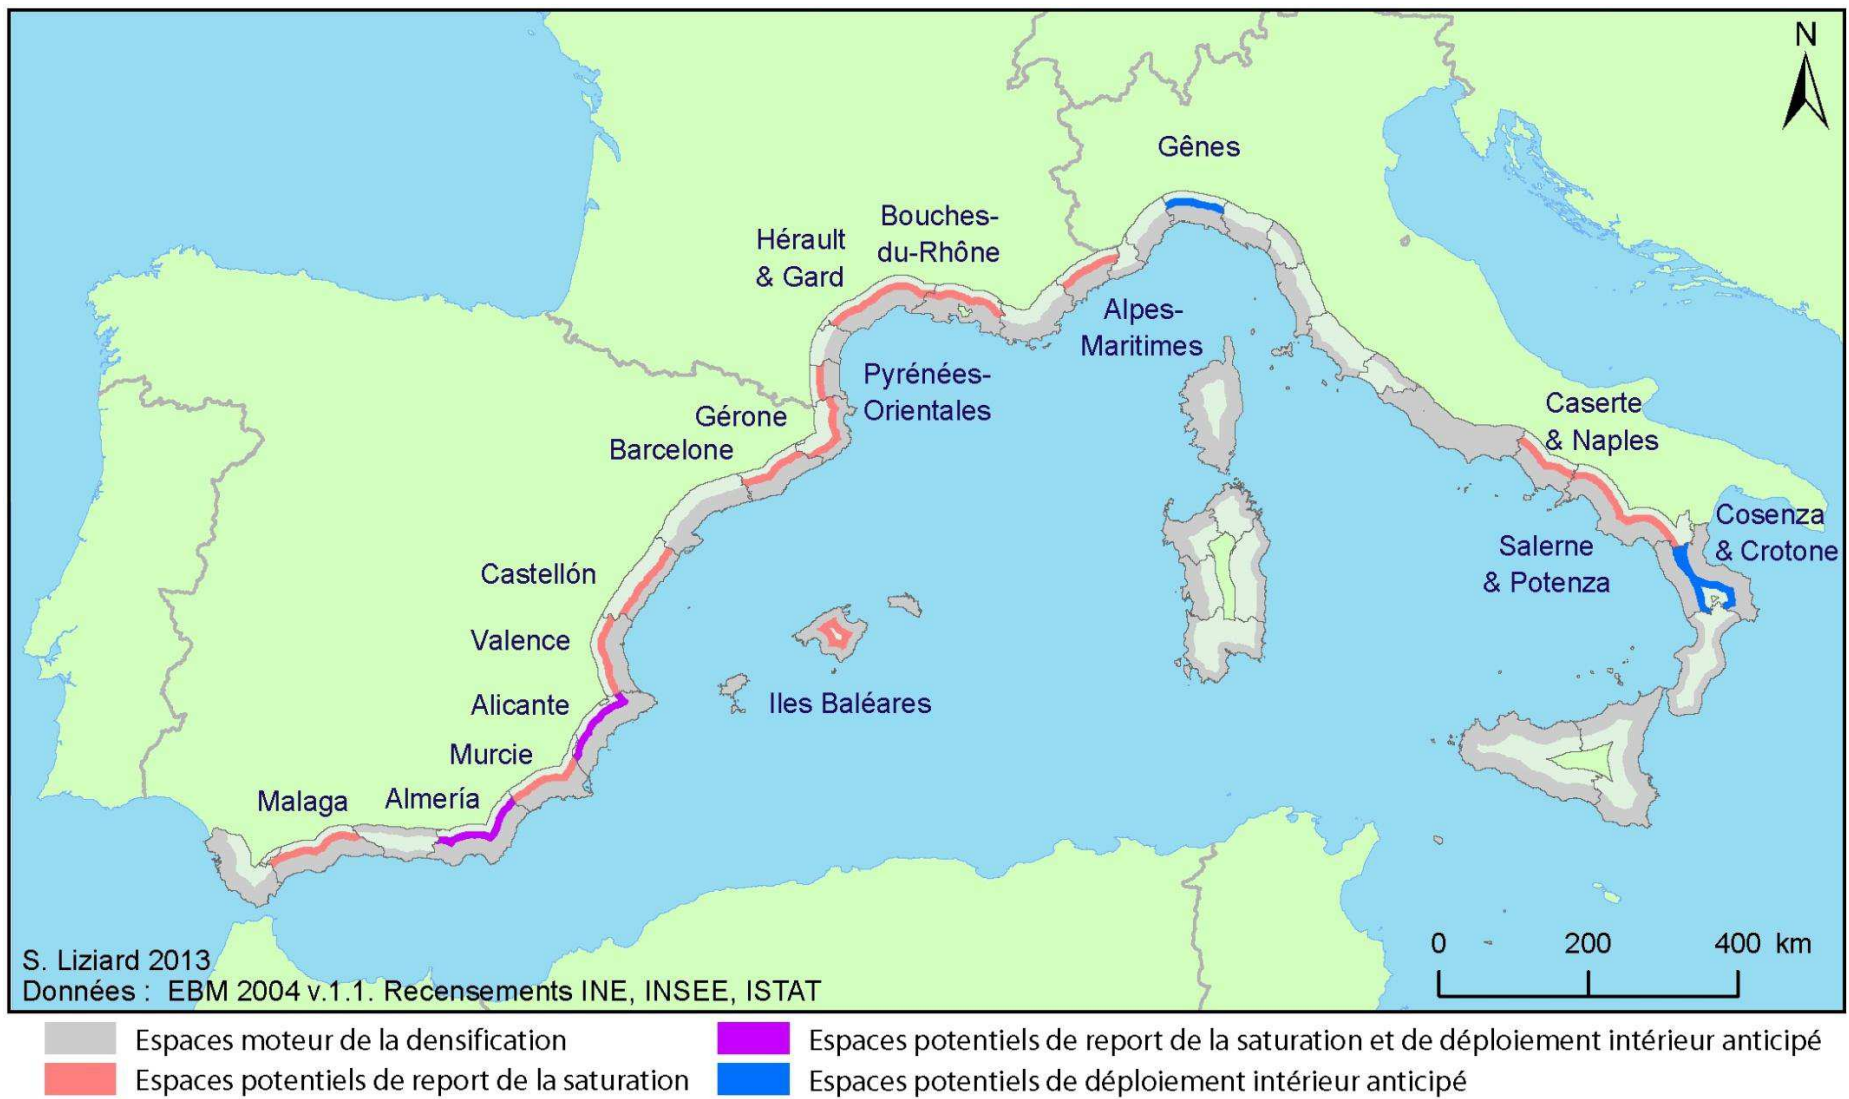 N
Gênes
Bouches-
du-Rhône
Hérault
& Gard
Alpes-
Maritimes
Pyrénées-
Orientales
Gérone
Barcelone
Caserte
& Naples
Cosenza
& Crotone
Salerne
& Potenza
Castellón
Valence
Iles Baléares
Alicante
Murcie
Malaga
Almería
0 200 400 km
S. Liziard 2013
Données : EBM 2004 v.1.1. Recensements INE, INSEE, ISTAT
Espaces moteur de la densification
Espaces potentiels de report de la saturation
Espaces potentiels de report de la saturation et de déploiement intérieur anticipé
Espaces potentiels de déploiement intérieur anticipé